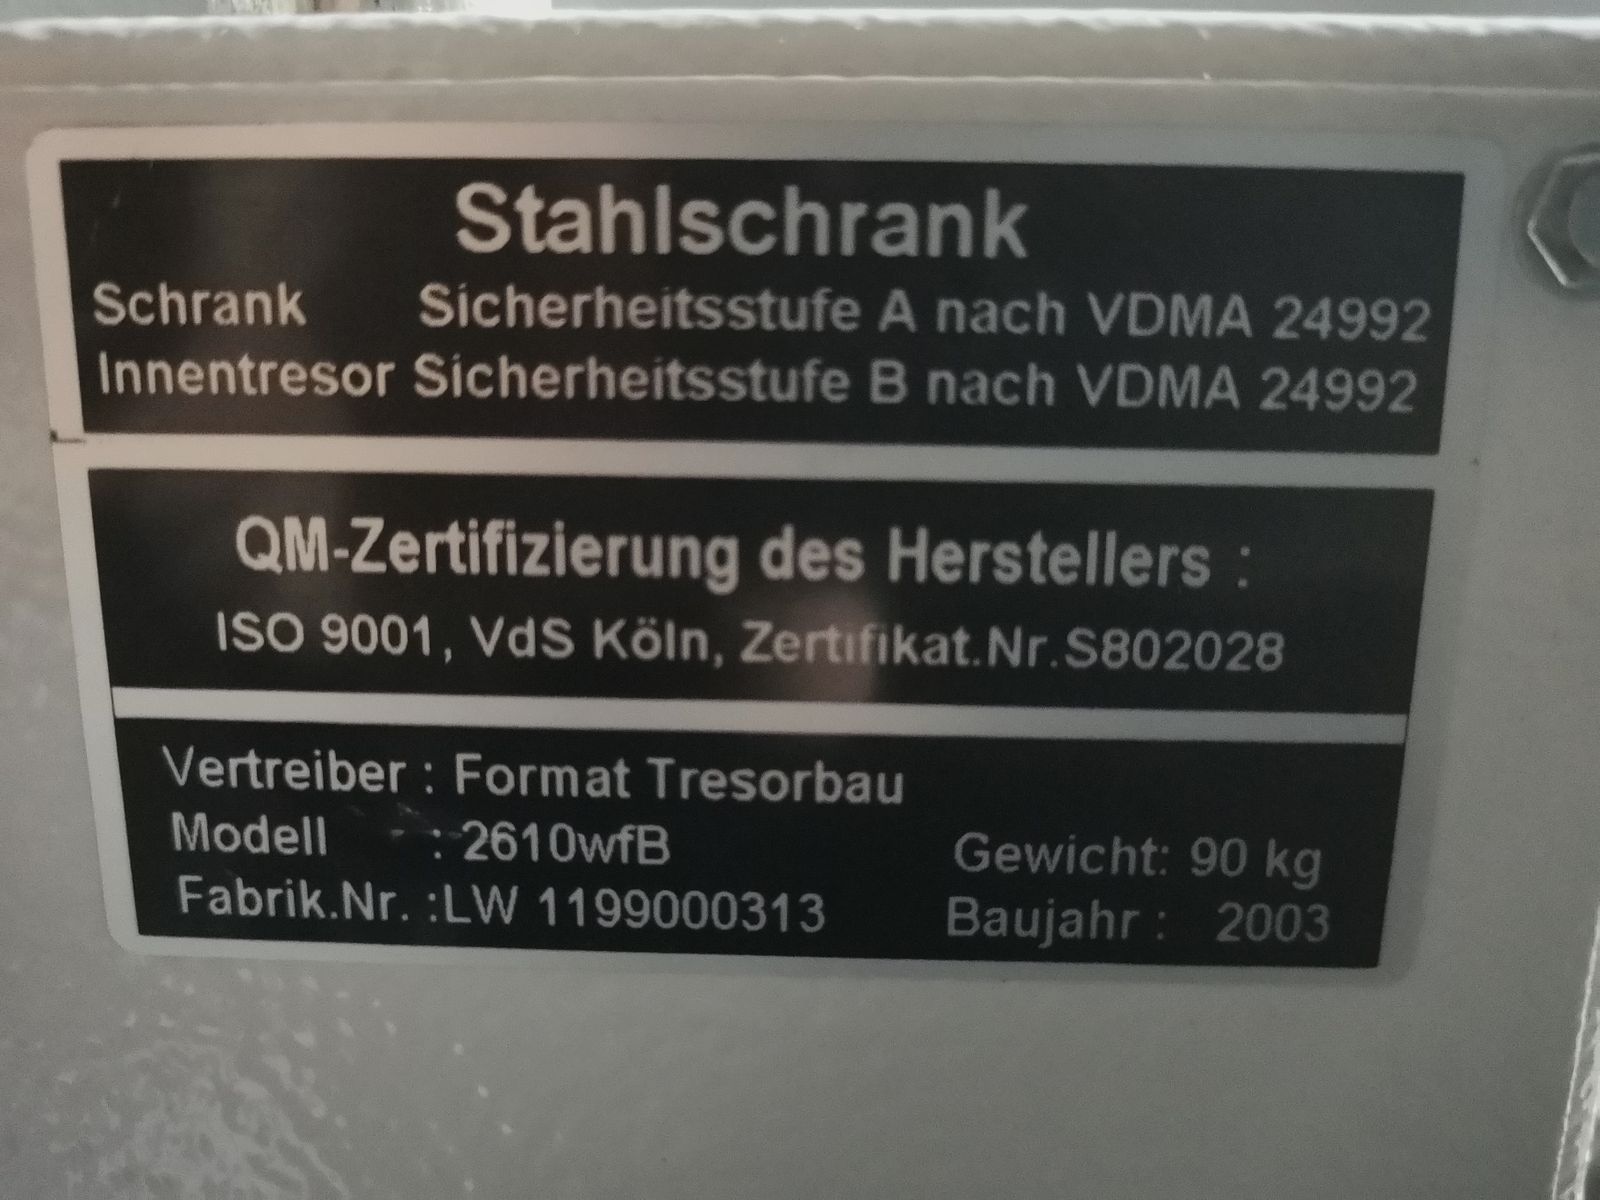 Stahlschrank
Schrank Sicherheitsstufe A nach VDMA 24992
Innentresor Sicherheitsstufe B nach VDMA 24992
QM-Zertifizierung des Herstellers :
ISO 9001, VdS Köln, Zertifikat.Nr.S802028
Vertreiber : Format Tresorbau
Modell : 2610wfB
Gewicht: 90 kg
Fabrik.Nr. :LW 1199000313
Baujahr : 2003